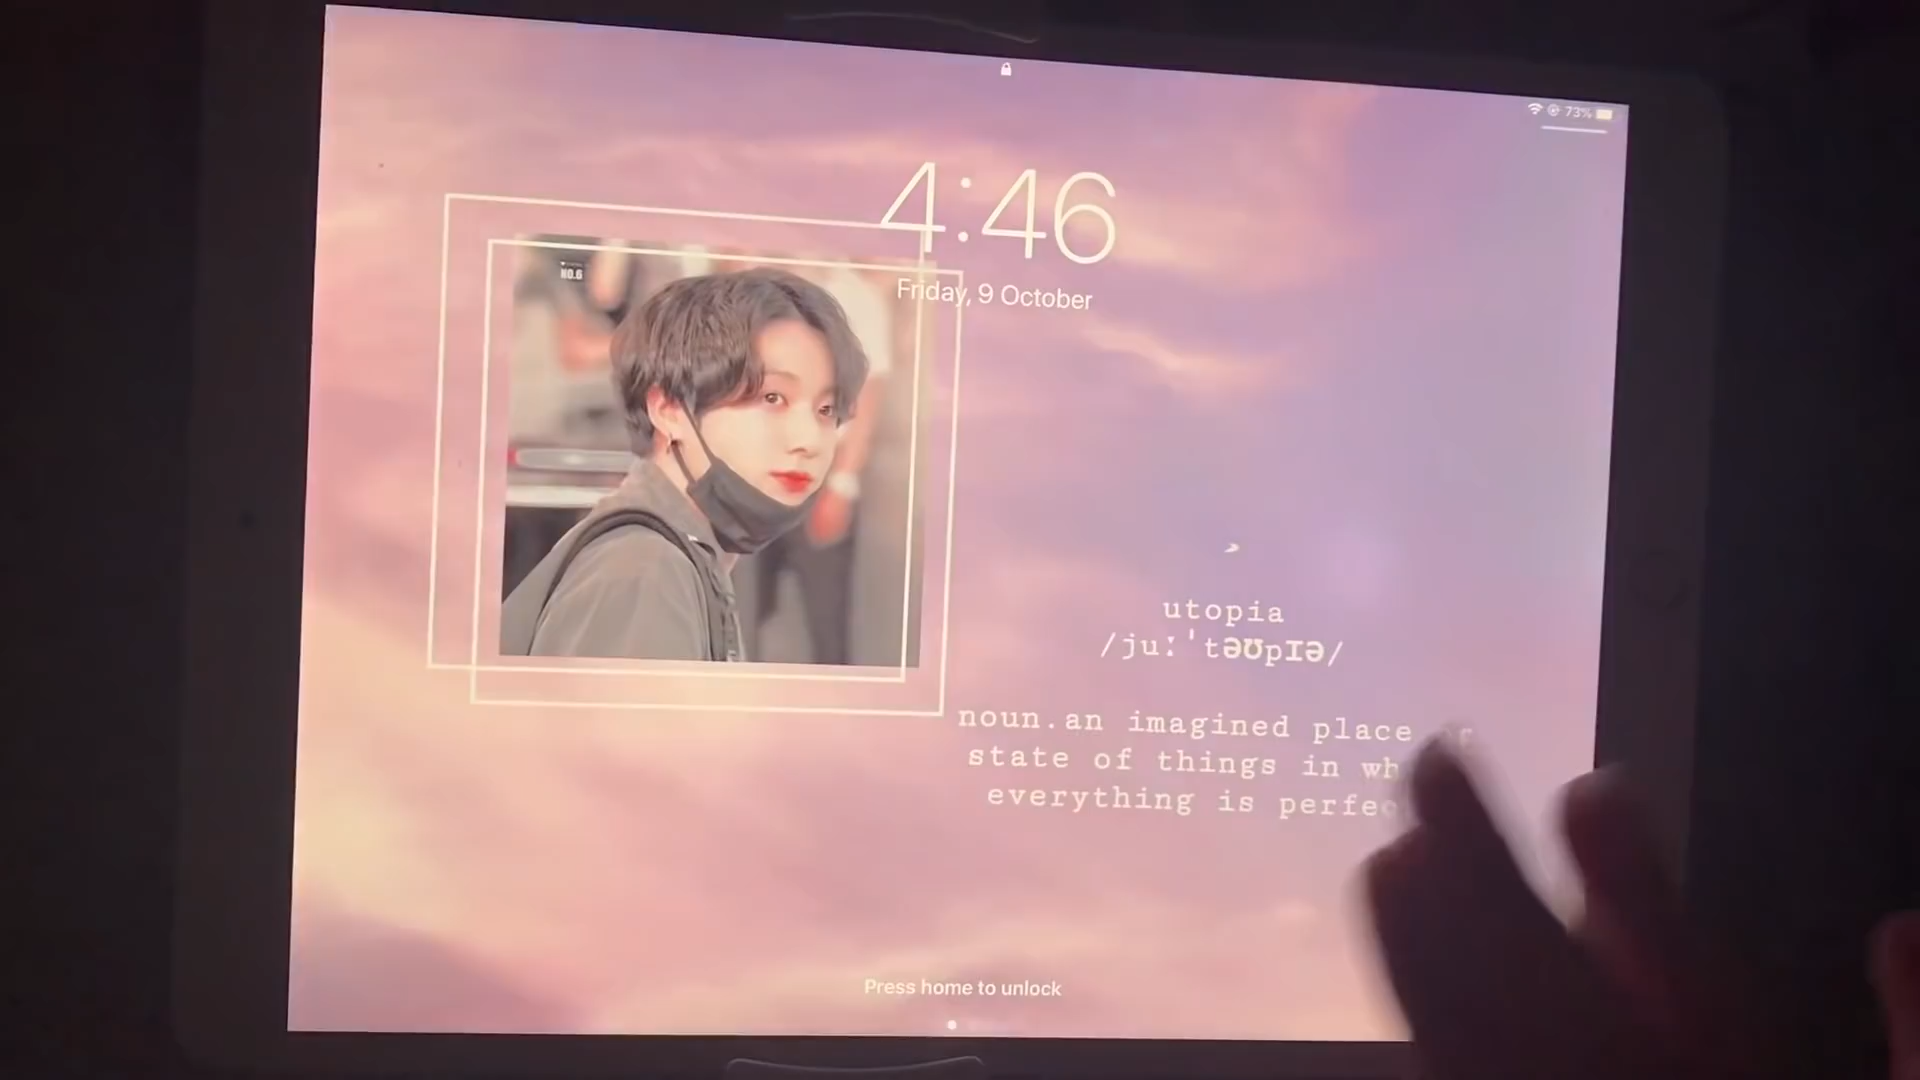 73%
4:46
Friday, 9 October
NO.6
utopia
/juːˈtəʊpɪə/
noun.an imagined place
state of things in
everything is
Press home to unlock